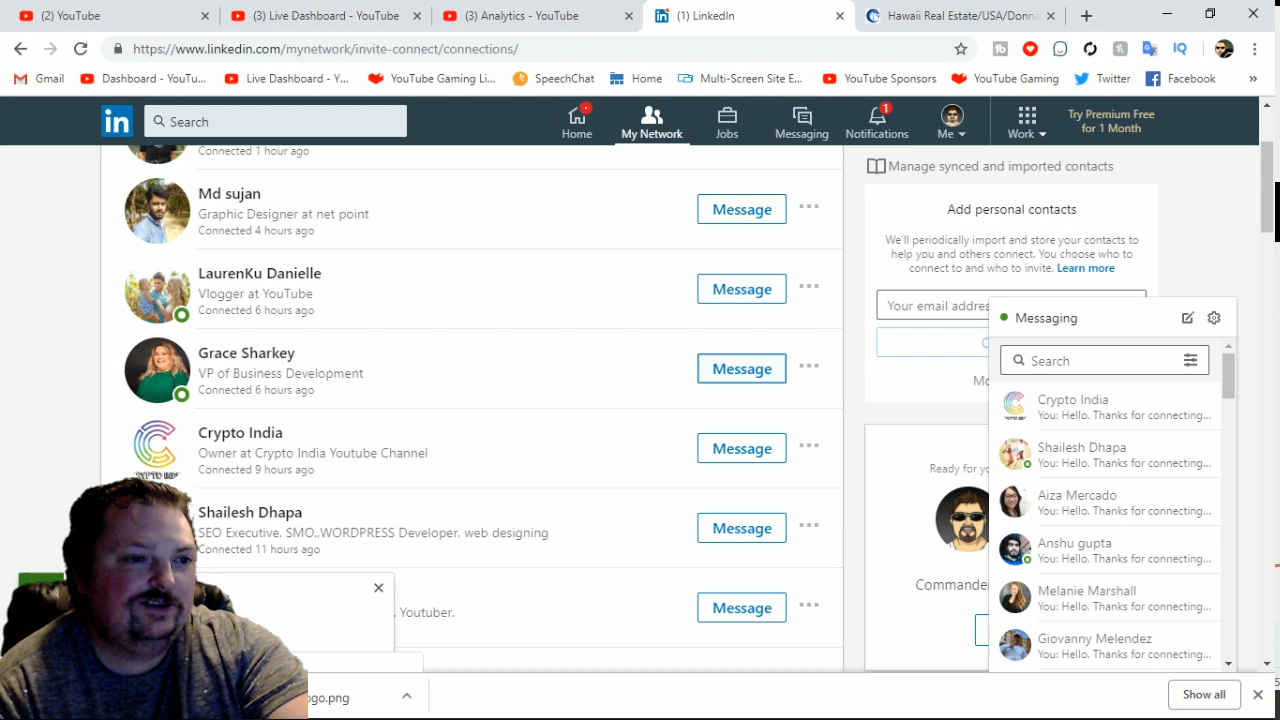 (2) YouTube
(3) Live Dashboard - YouTube
(3) Analytics - YouTube
(1) LinkedIn
Hawaii Real Estate/USA/Donna
https://www.linkedin.com/mynetwork/invite-connect/connections/
Gmail
Dashboard - YouTu...
Live Dashboard - Y...
YouTube Gaming Li...
SpeechChat
Home
Multi-Screen Site E...
YouTube Sponsors
YouTube Gaming
Twitter
Facebook
in
Search
Home
My Network
Jobs
Messaging
1
Notifications
Me
Work
Try Premium Free
for 1 Month
Connected 1 hour ago
Md sujan
Graphic Designer at net point
Connected 4 hours ago
Message
LaurenKu Danielle
Vlogger at YouTube
Connected 6 hours ago
Message
Grace Sharkey
VP of Business Development
Connected 6 hours ago
Message
Crypto India
Owner at Crypto India Youtube Channel
Connected 9 hours ago
Message
Shailesh Dhapa
SEO Executive. SMO,.WORDPRESS Developer. web designing
Connected 11 hours ago
Message
. Youtuber.
Message
Manage synced and imported contacts
Add personal contacts
We'll periodically import and store your contacts to
help you and others connect. You choose who to
connect to and who to invite. Learn more
Your email addre
Ready for yo
Commande
Messaging
Search
Crypto India
You: Hello. Thanks for connecting...
Shailesh Dhapa
You: Hello. Thanks for connecting...
Aiza Mercado
You: Hello. Thanks for connecting...
Anshu gupta
You: Hello. Thanks for connecting...
Melanie Marshall
You: Hello. Thanks for connecting...
Giovanny Melendez
You: Hello. Thanks for connecting...
ogo.png
Show all